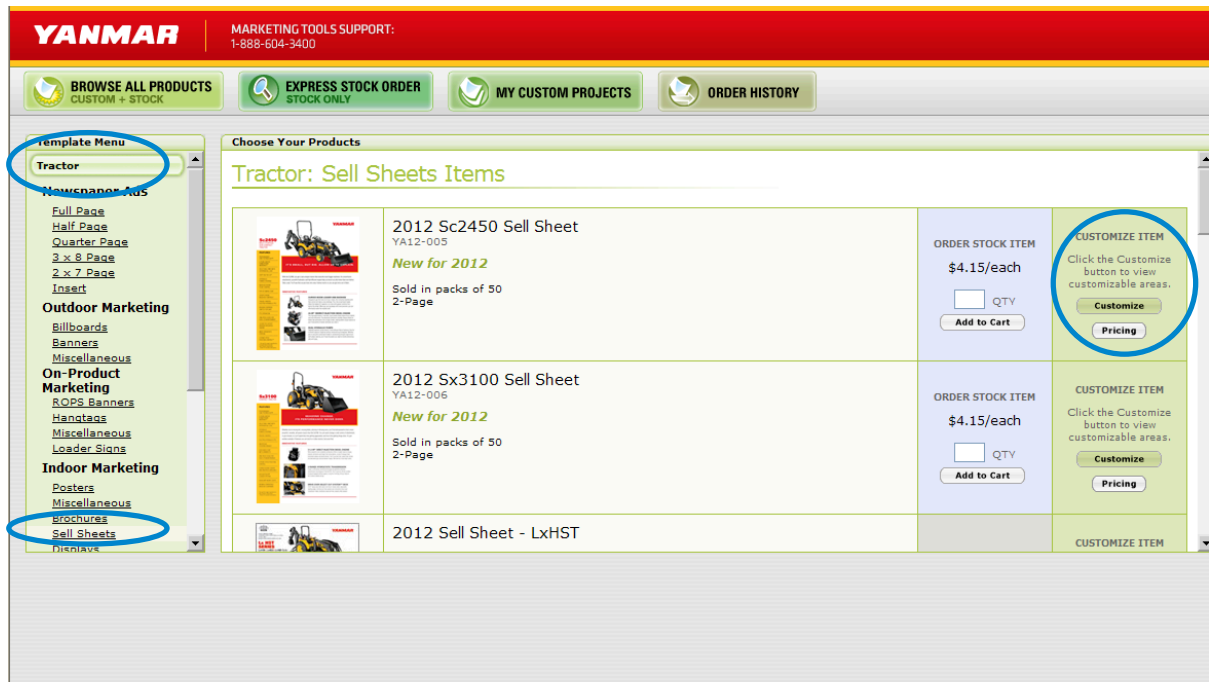 YANMAR
MARKETING TOOLS SUPPORT:
1-888-604-3400
BROWSE ALL PRODUCTS
CUSTOM + STOCK
EXPRESS STOCK ORDER
STOCK ONLY
MY CUSTOM PROJECTS
ORDER HISTORY
Template Menu
Tractor
Newspaper Ads
Full Page
Half Page
Quarter Page
3 x 8 Page
2 x 7 Page
Insert
Outdoor Marketing
Billboards
Banners
Miscellaneous
On-Product
Marketing
ROPS Banners
Hangtags
Miscellaneous
Loader Signs
Indoor Marketing
Posters
Miscellaneous
Brochures
Sell Sheets
Displays
Choose Your Products
Tractor: Sell Sheets Items
YANMAR
Sc2450
2012 Sc2450 Sell Sheet
YA12-005
New for 2012
Sold in packs of 50
2-Page
ORDER STOCK ITEM
$4.15/each
QTY
Add to Cart
CUSTOMIZE ITEM
Click the Customize
button to view
customizable areas.
Customize
Pricing
YANMAR
Sx3100
2012 Sx3100 Sell Sheet
YA12-006
New for 2012
Sold in packs of 50
2-Page
ORDER STOCK ITEM
$4.15/each
QTY
Add to Cart
CUSTOMIZE ITEM
Click the Customize
button to view
customizable areas.
Customize
Pricing
YANMAR
2012 Sell Sheet - LxHST
CUSTOMIZE ITEM